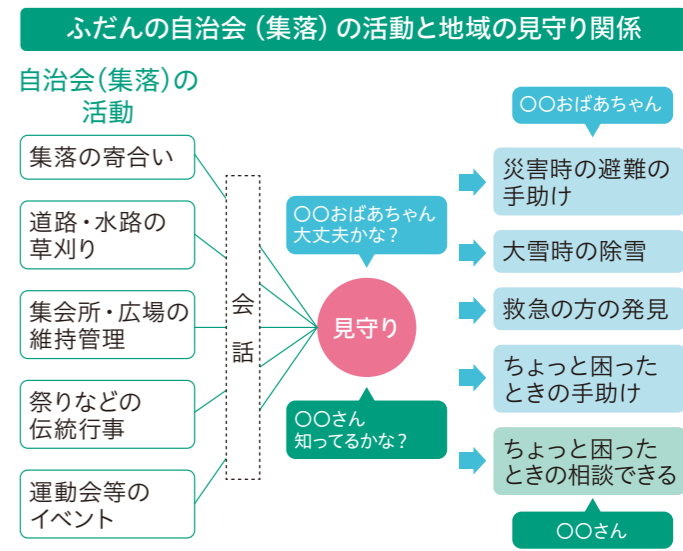 ふだんの自治会（集落）の活動と地域の見守り関係
自治会（集落）の
活動
集落の寄合い
道路・水路の
草刈り
集会所・広場の
維持管理
祭りなどの
伝統行事
運動会等の
イベント
会
話
〇〇おばあちゃん
大丈夫かな？
見守り
〇〇さん
知ってるかな？
〇〇おばあちゃん
災害時の避難の
手助け
大雪時の除雪
救急の方の発見
ちょっと困った
ときの手助け
ちょっと困った
ときの相談できる
〇〇さん